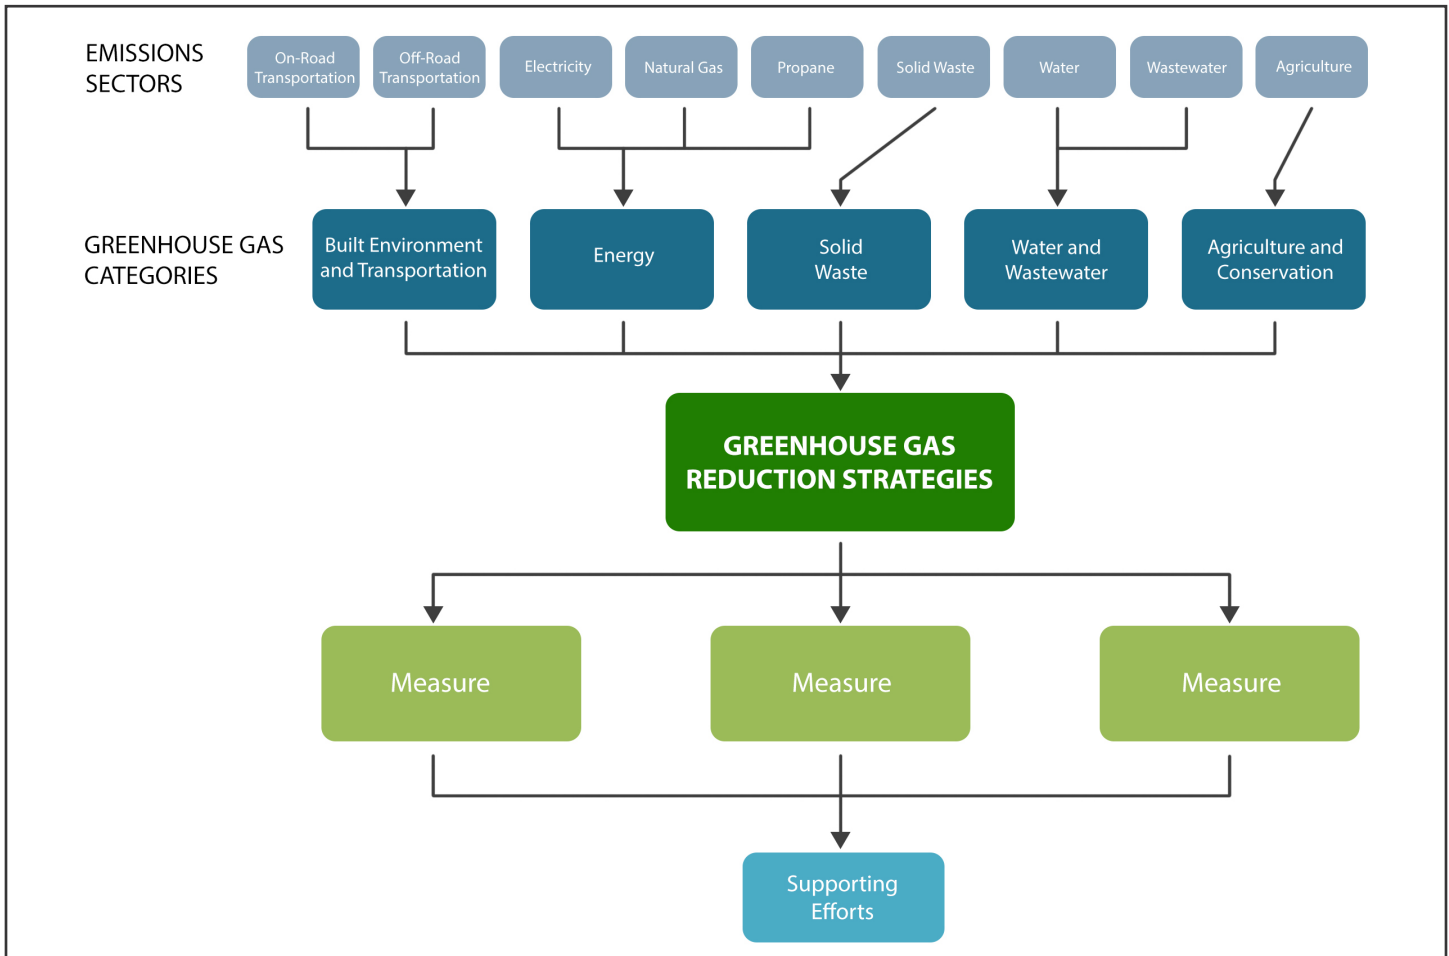 EMISSIONS
SECTORS
On-Road
Transportation
Off-Road
Transportation
Electricity
Natural Gas
Propane
Solid Waste
Water
Wastewater
Agriculture
GREENHOUSE GAS
CATEGORIES
Built Environment
and Transportation
Energy
Solid
Waste
Water and
Wastewater
Agriculture and
Conservation
GREENHOUSE GAS
REDUCTION STRATEGIES
Measure
Measure
Measure
Supporting
Efforts